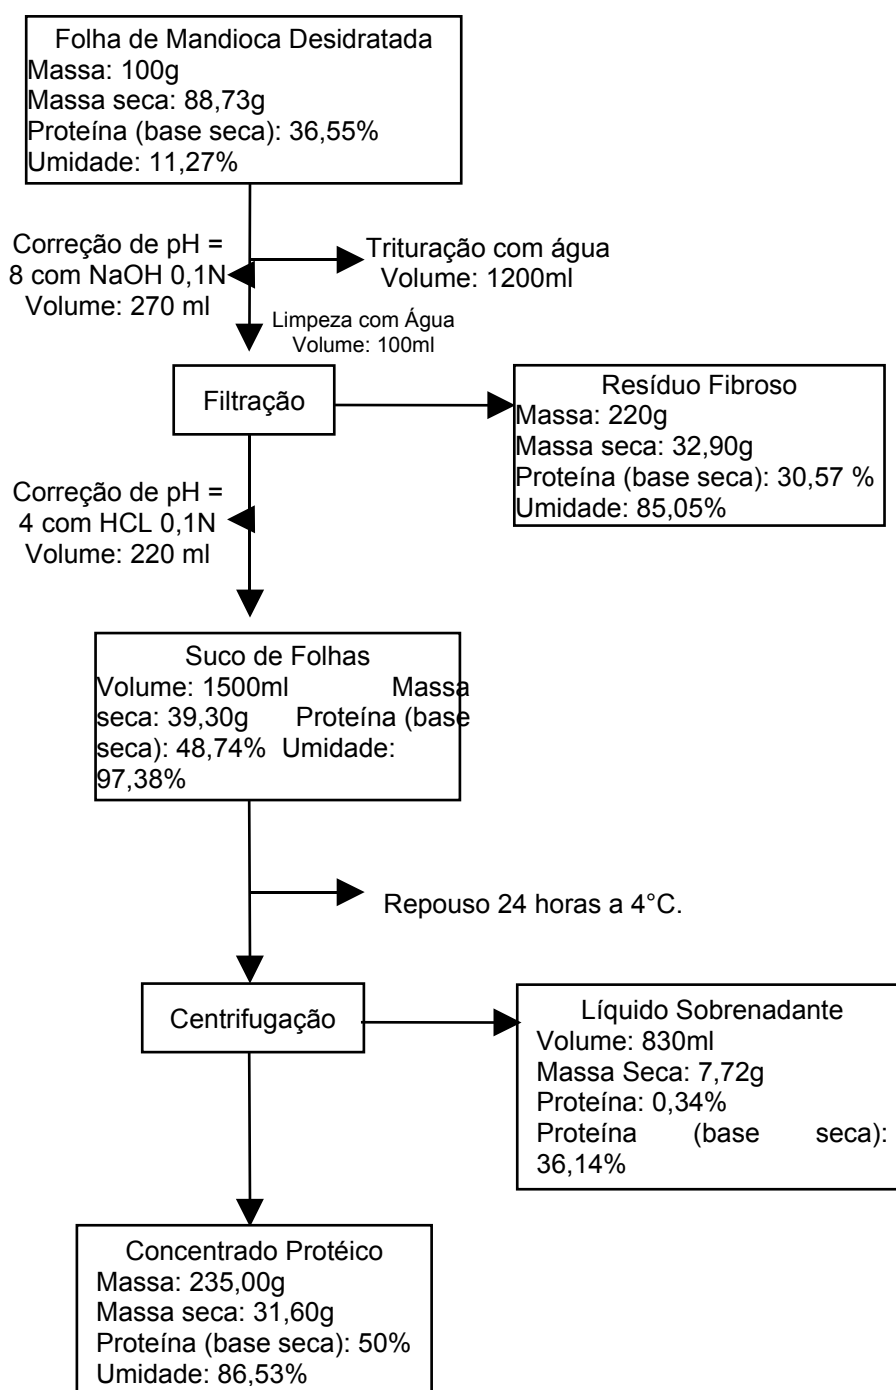 Folha de Mandioca Desidratada
Massa: 100g
Massa seca: 88,73g
Proteína (base seca): 36,55%
Umidade: 11,27%
Correção de pH =
8 com NaOH 0,1N
Volume: 270 ml
Trituração com água
Volume: 1200ml
Limpeza com Água
Volume: 100ml
Filtração
Resíduo Fibroso
Massa: 220g
Massa seca: 32,90g
Proteína (base seca): 30,57 %
Umidade: 85,05%
Correção de pH =
4 com HCL 0,1N
Volume: 220 ml
Suco de Folhas
Volume: 1500ml Massa
seca: 39,30g Proteína (base
seca): 48,74% Umidade:
97,38%
Repouso 24 horas a 4°C.
Centrifugação
Líquido Sobrenadante
Volume: 830ml
Massa Seca: 7,72g
Proteína: 0,34%
Proteína (base seca):
36,14%
Concentrado Protéico
Massa: 235,00g
Massa seca: 31,60g
Proteína (base seca): 50%
Umidade: 86,53%